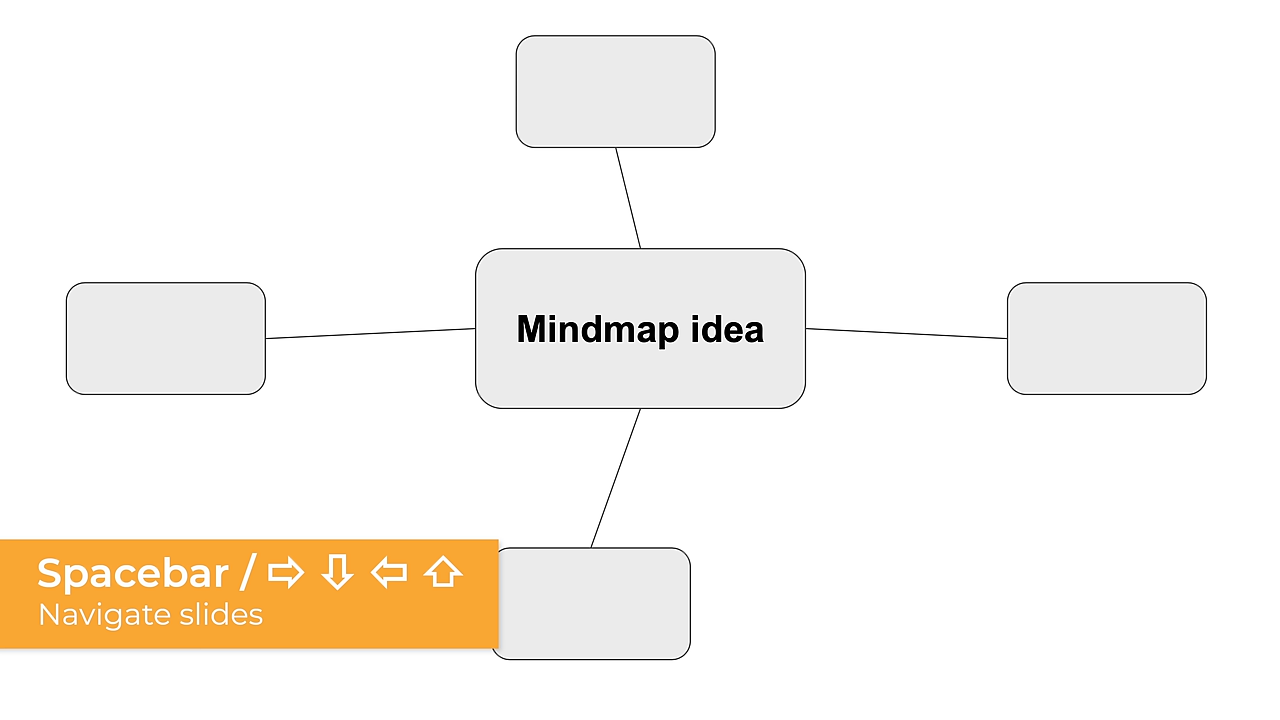 Mindmap idea
Spacebar / ⇨ ⇩ ⇦ ⇧
Navigate slides